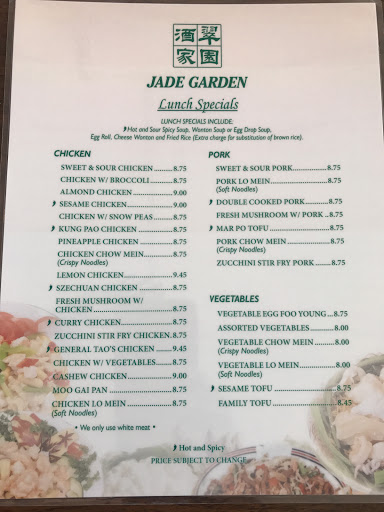 酒 翠
家 園
JADE GARDEN
Lunch Specials
LUNCH SPECIALS INCLUDE:
Hot and Sour Spicy Soup, Wonton Soup or Egg Drop Soup,
Egg Roll, Cheese Wonton and Fried Rice (Extra charge for substitution of brown rice).
CHICKEN
SWEET & SOUR CHICKEN ..........8.75
CHICKEN W/ BROCCOLI ..........8.75
ALMOND CHICKEN ..........9.00
SESAME CHICKEN ..........9.00
CHICKEN W/ SNOW PEAS ..........8.75
KUNG PAO CHICKEN ..........8.75
PINEAPPLE CHICKEN ..........8.75
CHICKEN CHOW MEIN ..........8.75
(Crispy Noodles)
LEMON CHICKEN ..........9.45
SZECHUAN CHICKEN ..........8.75
FRESH MUSHROOM W/
CHICKEN ..........8.75
CURRY CHICKEN ..........8.75
ZUCCHINI STIR FRY CHICKEN.8.75
GENERAL TAO'S CHICKEN ..........9.45
CHICKEN W/ VEGETABLES ..........8.75
CASHEW CHICKEN ..........9.00
MOO GAI PAN ..........8.75
CHICKEN LO MEIN ..........8.75
(Soft Noodles)
• We only use white meat •
PORK
SWEET & SOUR PORK ..........8.75
PORK LO MEIN ..........8.75
(Soft Noodles)
DOUBLE COOKED PORK ..........8.75
FRESH MUSHROOM W/ PORK ..8.75
MAR PO TOFU ..........8.75
PORK CHOW MEIN ..........8.75
(Crispy Noodles)
ZUCCHINI STIR FRY PORK ..........8.75
VEGETABLES
VEGETABLE EGG FOO YOUNG ...8.75
ASSORTED VEGETABLES ..........8.00
VEGETABLE CHOW MEIN ..........8.00
(Crispy Noodles)
VEGETABLE LO MEIN ..........8.00
(Soft Noodles)
SESAME TOFU ..........8.75
FAMILY TOFU ..........8.45
Hot and Spicy
PRICE SUBJECT TO CHANGE